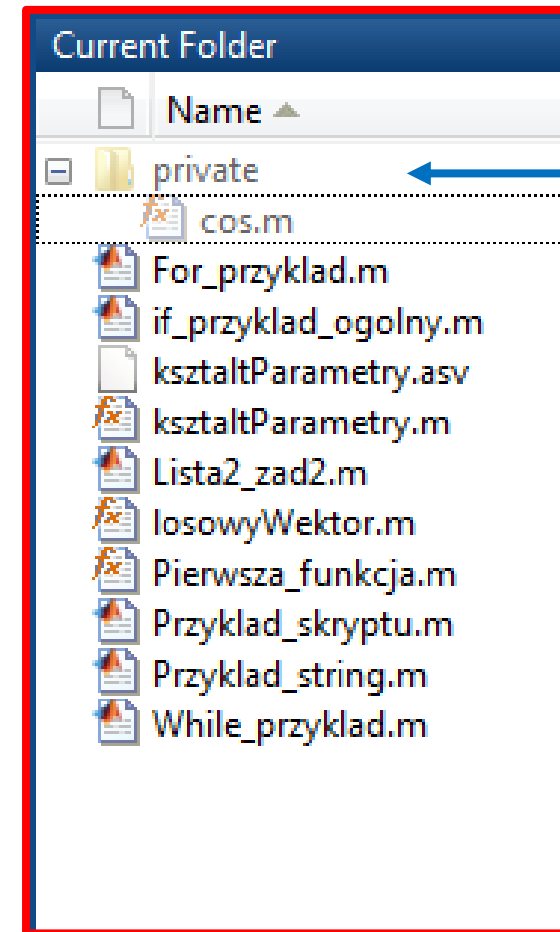 Current Folder
Name
private
cos.m
For_przyklad.m
if_przyklad_ogolny.m
ksztaltParametry.asv
ksztaltParametry.m
Lista2_zad2.m
losowyWektor.m
Pierwsza_funkcja.m
Przyklad_skryptu.m
Przyklad_string.m
While_przyklad.m